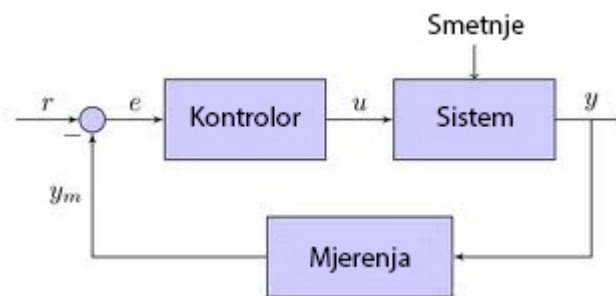 Smetnje
r
e
Kontrolor
u
Sistem
y
−
y_m
Mjerenja